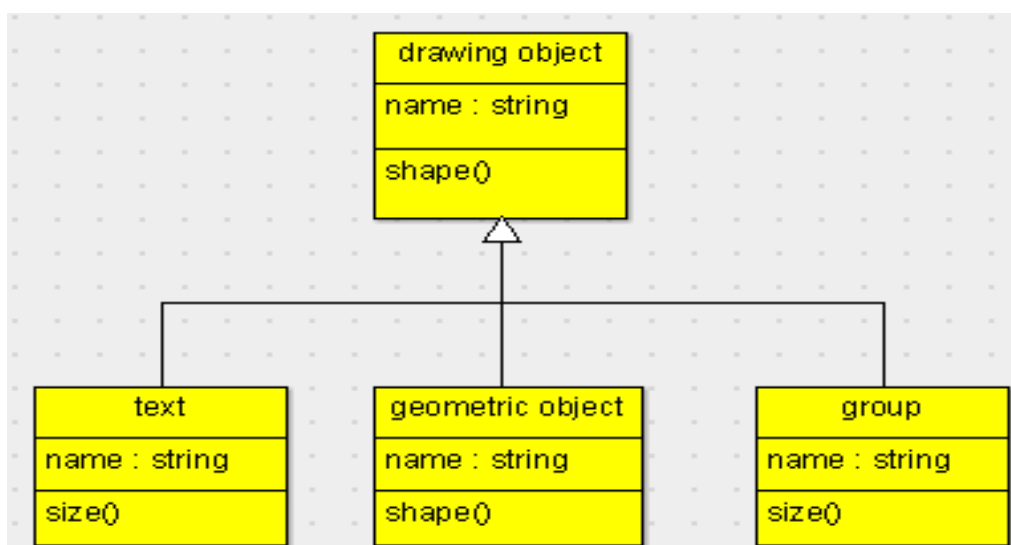 drawing object
name : string
shape()
text
name : string
size()
geometric object
name : string
shape()
group
name : string
size()